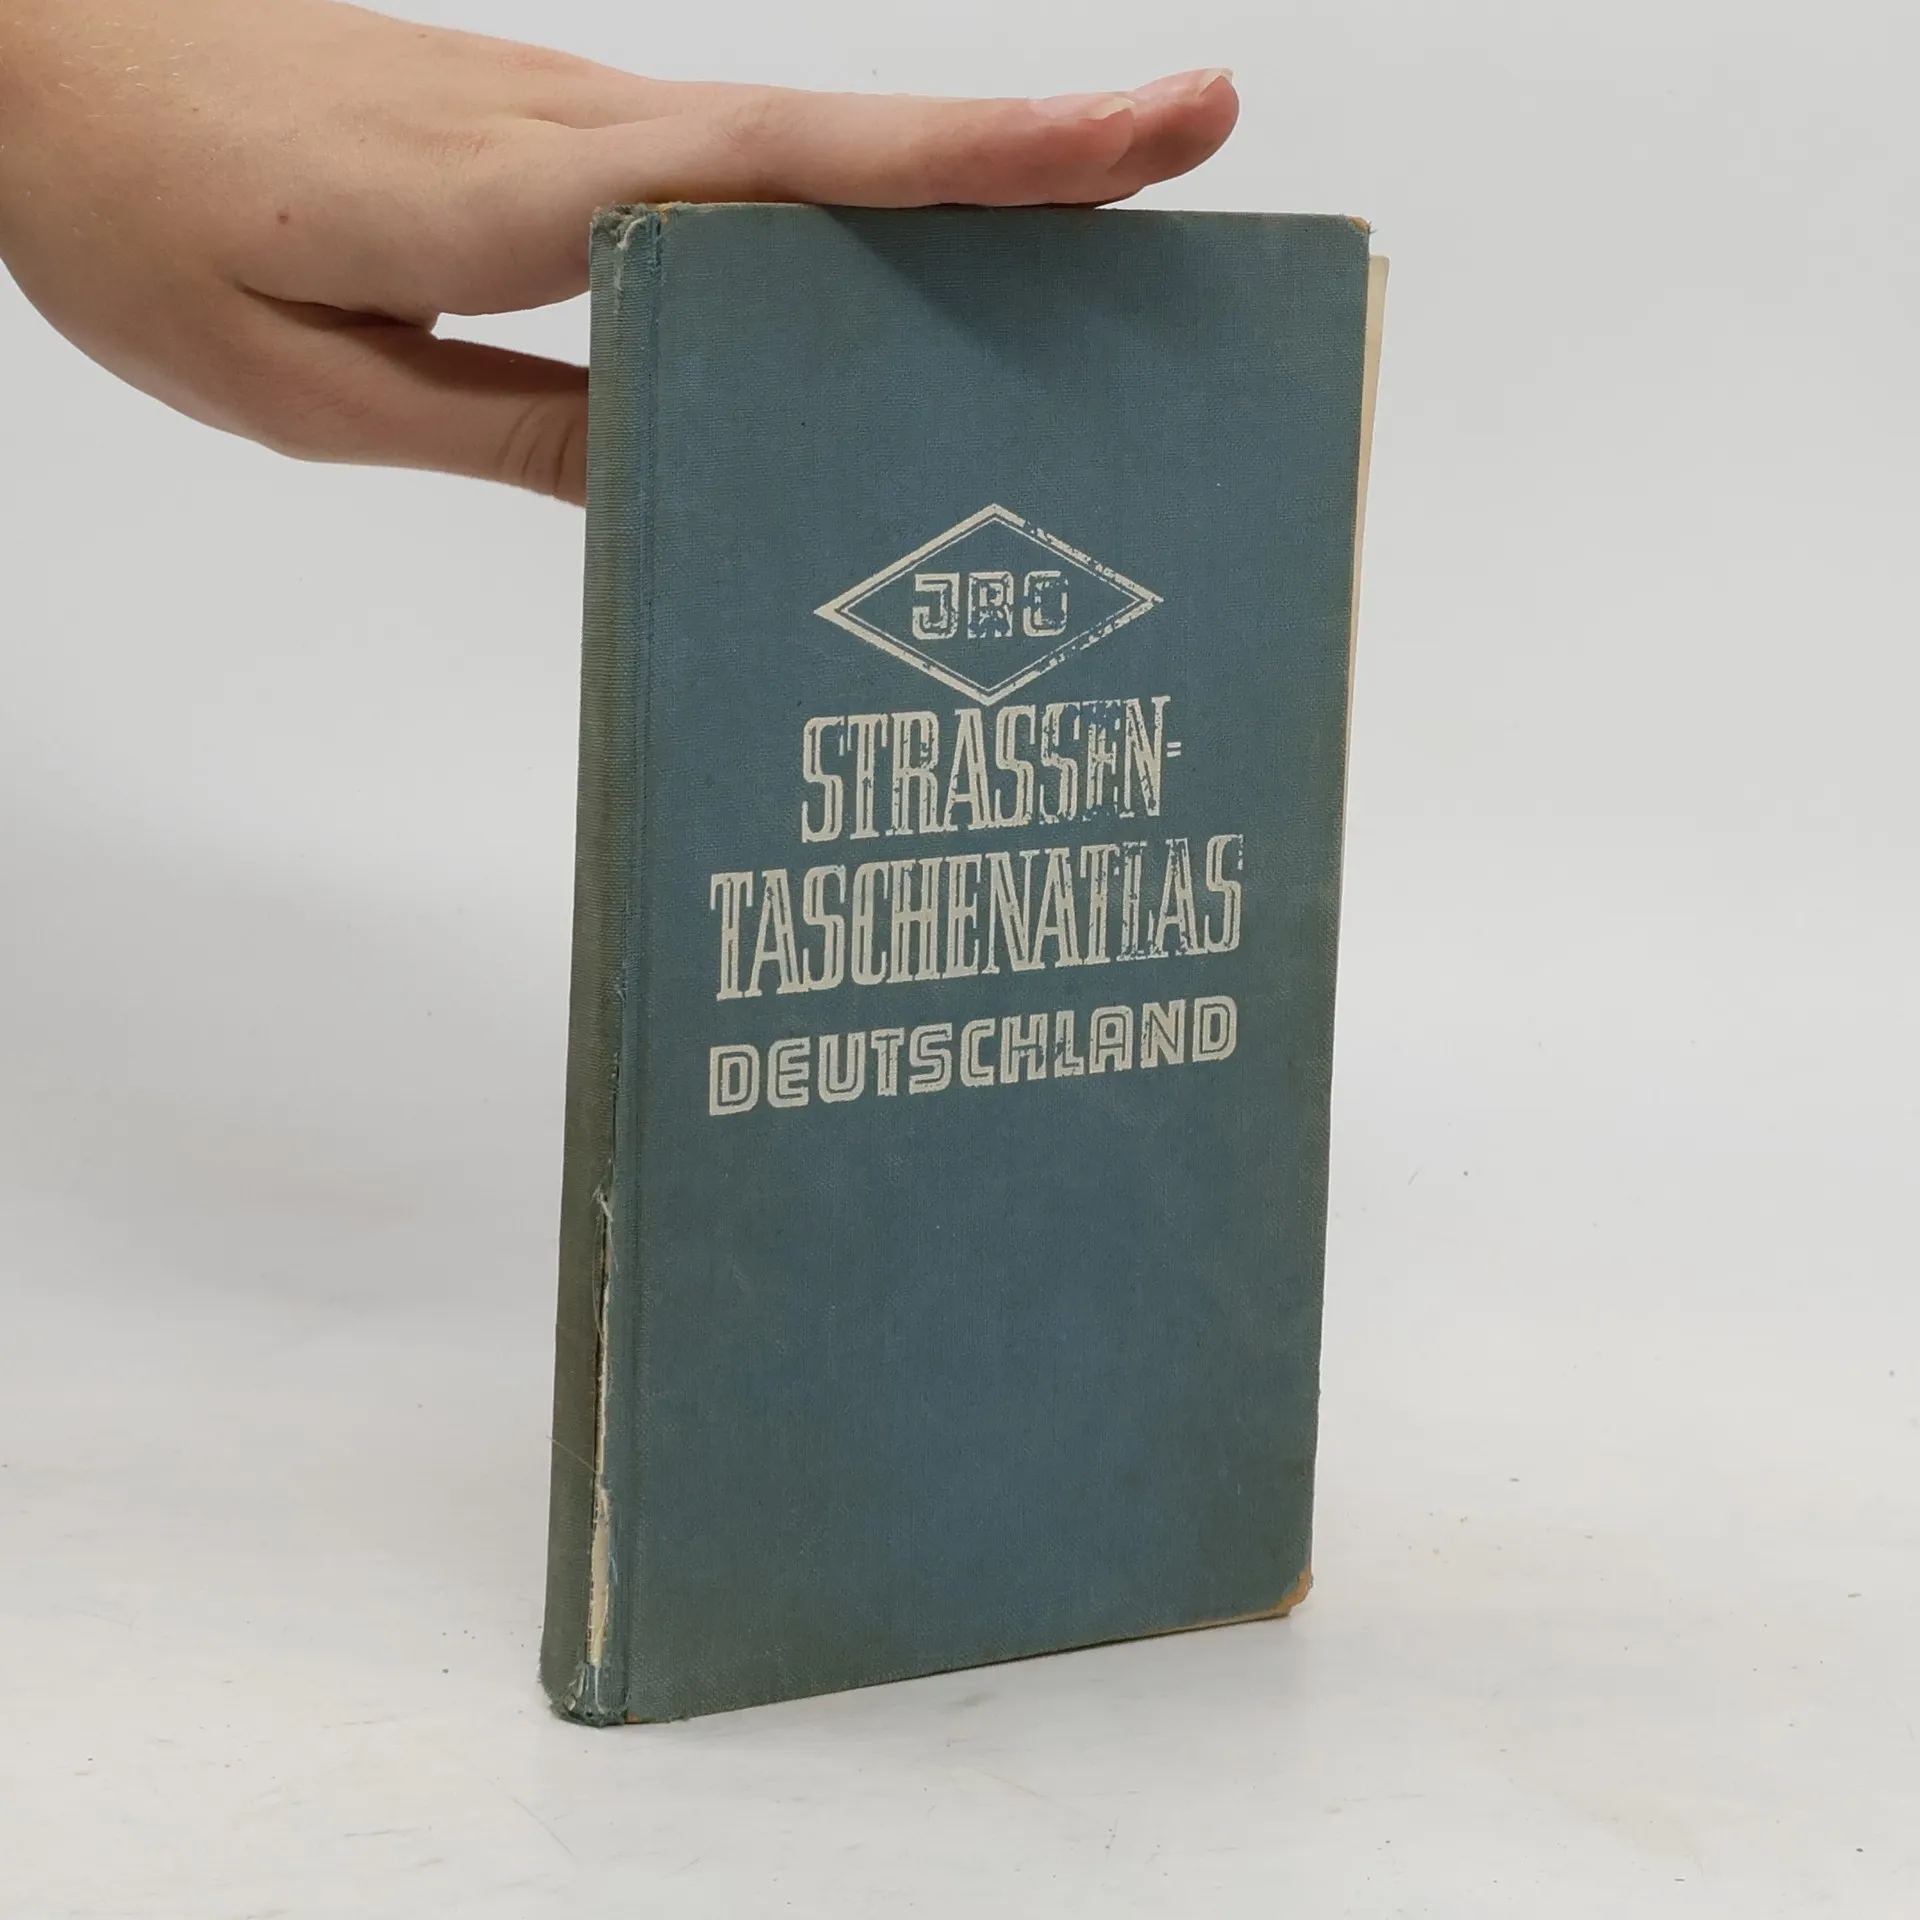 JRO
STRASSEN=
TASCHENATLAS
DEUTSCHLAND